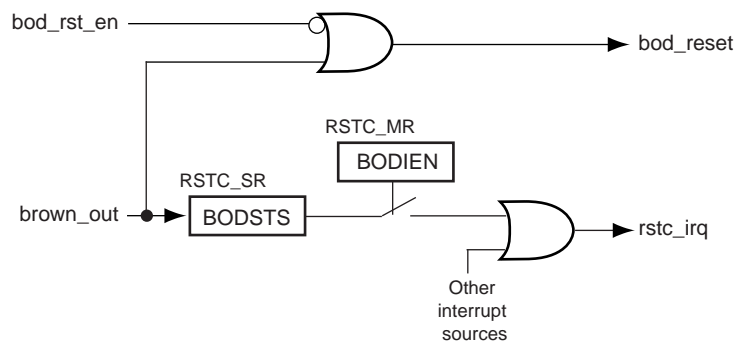 bod_rst_en
bod_reset
RSTC_MR
BODIEN
RSTC_SR
brown_out
BODSTS
rstc_irq
Other
interrupt
sources